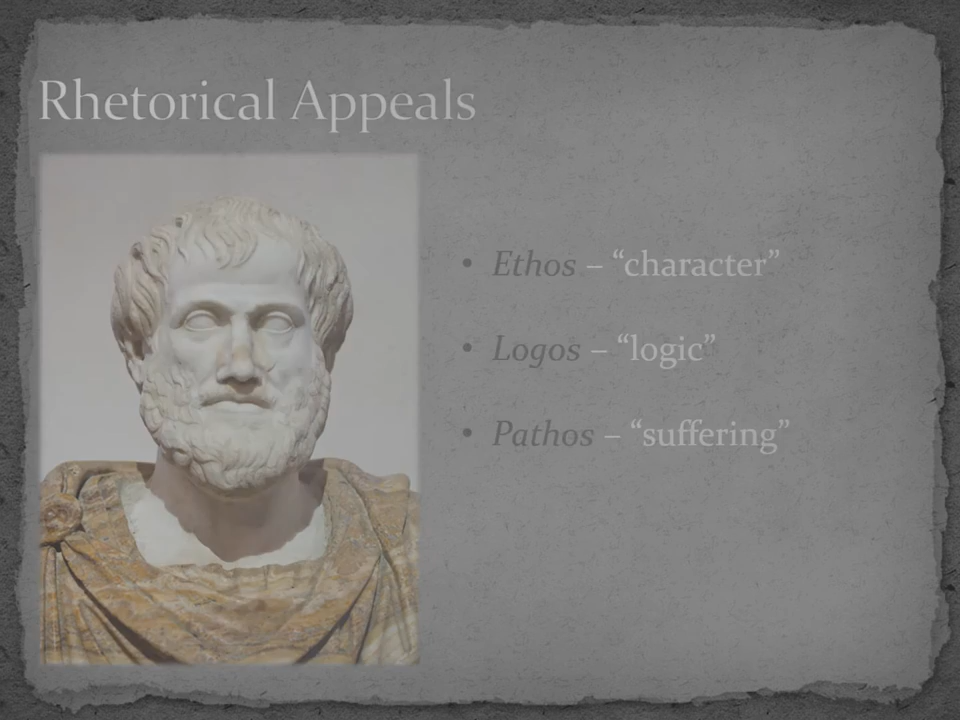 Rhetorical Appeals
• Ethos – “character”
• Logos – “logic”
• Pathos – “suffering”